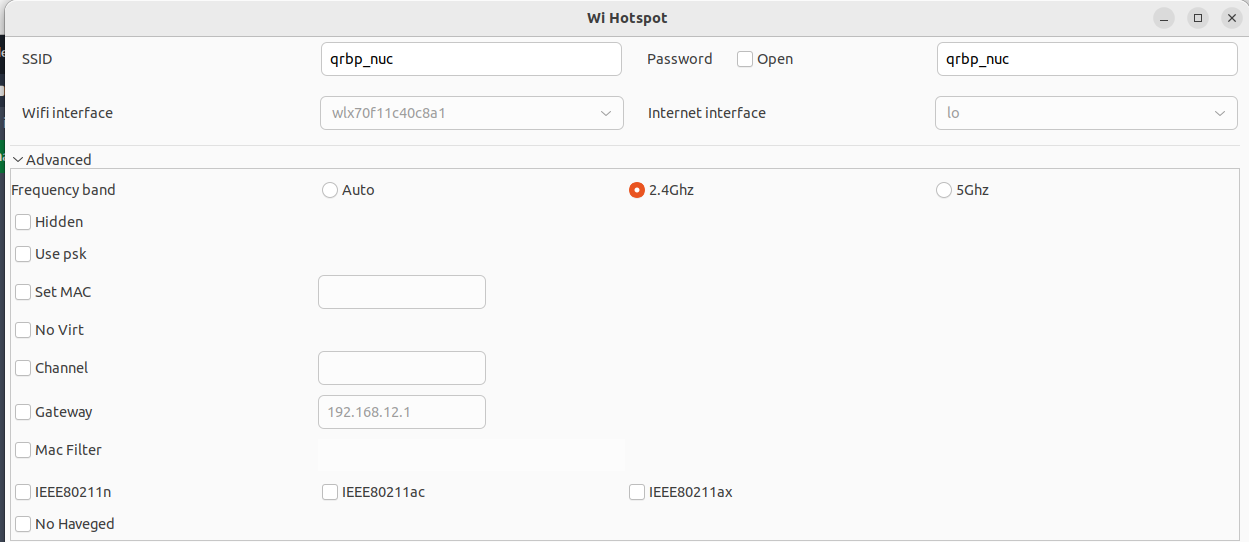 Wi Hotspot
SSID qrbp_nuc Password Open qrbp_nuc
Wifi interface wlx70f11c40c8a1 Internet interface lo
Advanced
Frequency band Auto 2.4Ghz 5Ghz
Hidden
Use psk
Set MAC
No Virt
Channel
Gateway 192.168.12.1
Mac Filter
IEEE80211n IEEE80211ac IEEE80211ax
No Haveged